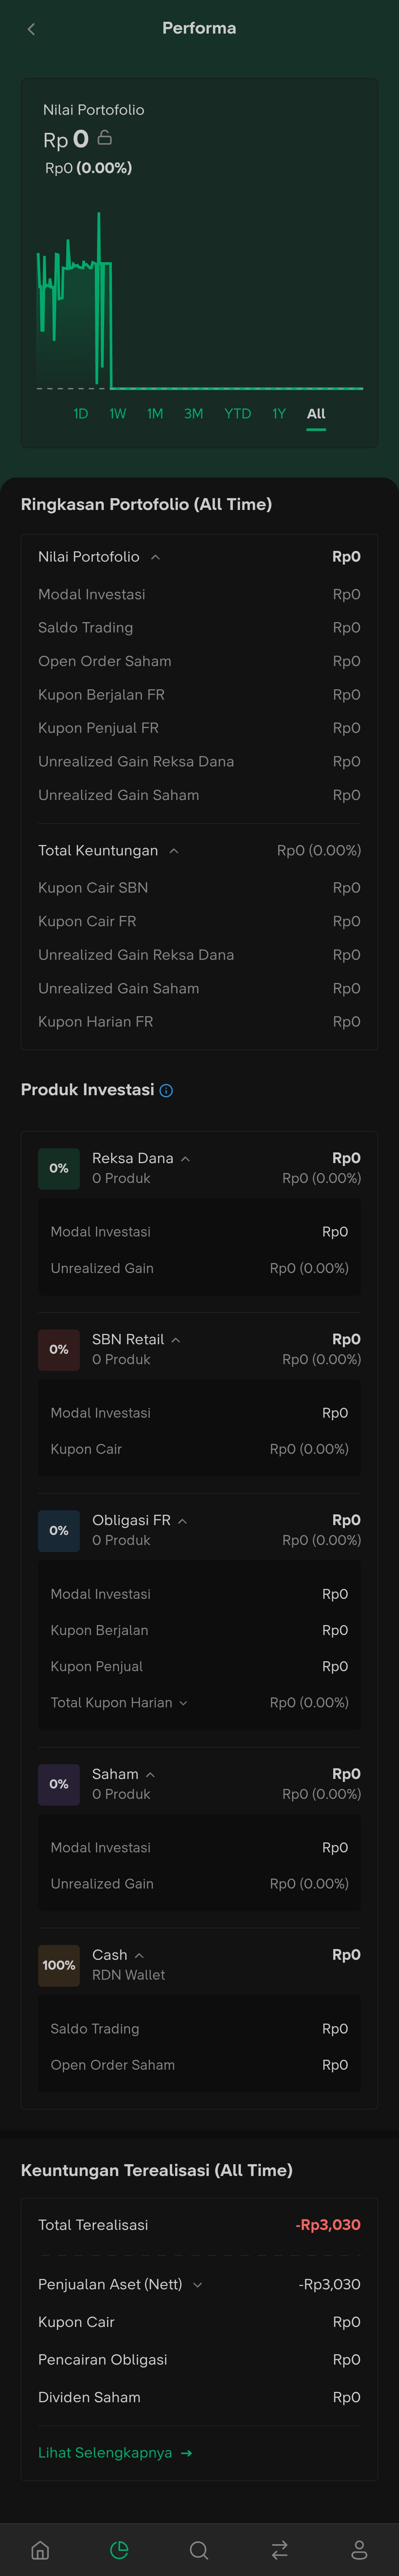 Performa
Nilai Portofolio
Rp 0
Rp0 (0.00%)
1D 1W 1M 3M YTD 1Y All
Ringkasan Portofolio (All Time)
Nilai Portofolio Rp0
Modal Investasi Rp0
Saldo Trading Rp0
Open Order Saham Rp0
Kupon Berjalan FR Rp0
Kupon Penjual FR Rp0
Unrealized Gain Reksa Dana Rp0
Unrealized Gain Saham Rp0
Total Keuntungan Rp0 (0.00%)
Kupon Cair SBN Rp0
Kupon Cair FR Rp0
Unrealized Gain Reksa Dana Rp0
Unrealized Gain Saham Rp0
Kupon Harian FR Rp0
Produk Investasi
0% Reksa Dana Rp0
0 Produk Rp0 (0.00%)
Modal Investasi Rp0
Unrealized Gain Rp0 (0.00%)
0% SBN Retail Rp0
0 Produk Rp0 (0.00%)
Modal Investasi Rp0
Kupon Cair Rp0 (0.00%)
0% Obligasi FR Rp0
0 Produk Rp0 (0.00%)
Modal Investasi Rp0
Kupon Berjalan Rp0
Kupon Penjual Rp0
Total Kupon Harian Rp0 (0.00%)
0% Saham Rp0
0 Produk Rp0 (0.00%)
Modal Investasi Rp0
Unrealized Gain Rp0 (0.00%)
100% Cash Rp0
RDN Wallet
Saldo Trading Rp0
Open Order Saham Rp0
Keuntungan Terealisasi (All Time)
Total Terealisasi -Rp3,030
Penjualan Aset (Nett) -Rp3,030
Kupon Cair Rp0
Pencairan Obligasi Rp0
Dividen Saham Rp0
Lihat Selengkapnya →